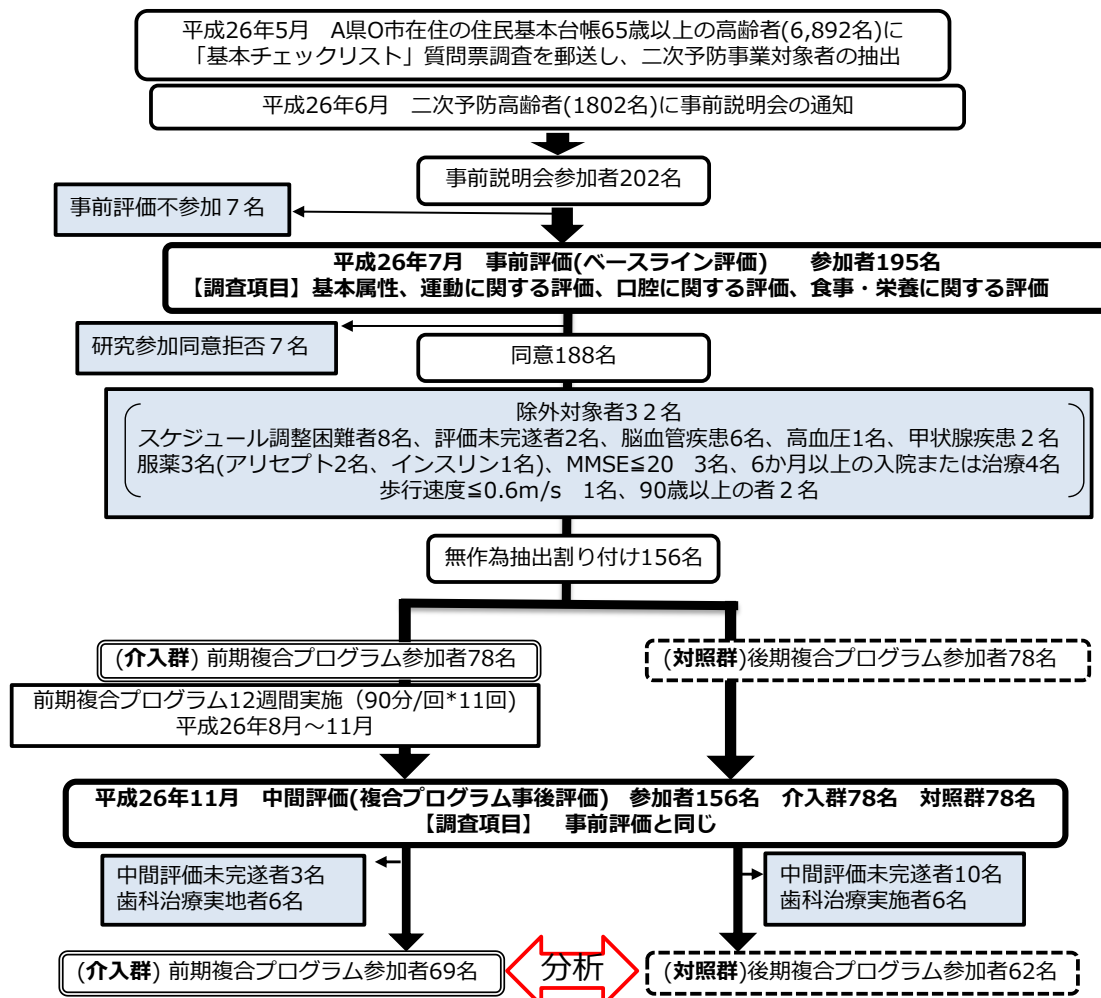 平成26年5月　A県O市在住の住民基本台帳65歳以上の高齢者(6,892名)に
「基本チェックリスト」質問票調査を郵送し、二次予防事業対象者の抽出
平成26年6月　二次予防高齢者(1802名)に事前説明会の通知
事前説明会参加者202名
事前評価不参加７名
平成26年7月　事前評価(ベースライン評価)　　参加者195名
【調査項目】基本属性、運動に関する評価、口腔に関する評価、食事・栄養に関する評価
研究参加同意拒否７名
同意188名
除外対象者3２名
スケジュール調整困難者8名、評価未完遂者2名、脳血管疾患6名、高血圧1名、甲状腺疾患２名
服薬3名(アリセプト2名、インスリン1名)、MMSE≦20　3名、6か月以上の入院または治療4名
歩行速度≦0.6m/s　1名、90歳以上の者２名
無作為抽出割り付け156名
(介入群) 前期複合プログラム参加者78名
(対照群)後期複合プログラム参加者78名
前期複合プログラム12週間実施（90分/回*11回)
平成26年8月～11月
平成26年11月　中間評価(複合プログラム事後評価)　参加者156名　介入群78名　対照群78名
【調査項目】　事前評価と同じ
中間評価未完遂者3名
歯科治療実地者6名
中間評価未完遂者10名
歯科治療実施者6名
(介入群) 前期複合プログラム参加者69名
分析
(対照群)後期複合プログラム参加者62名